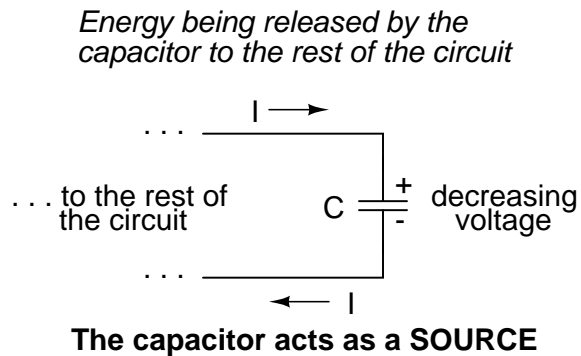 Energy being released by the
capacitor to the rest of the circuit
I
. . .
. . . to the rest of
the circuit
C
+
-
decreasing
voltage
. . .
I
The capacitor acts as a SOURCE